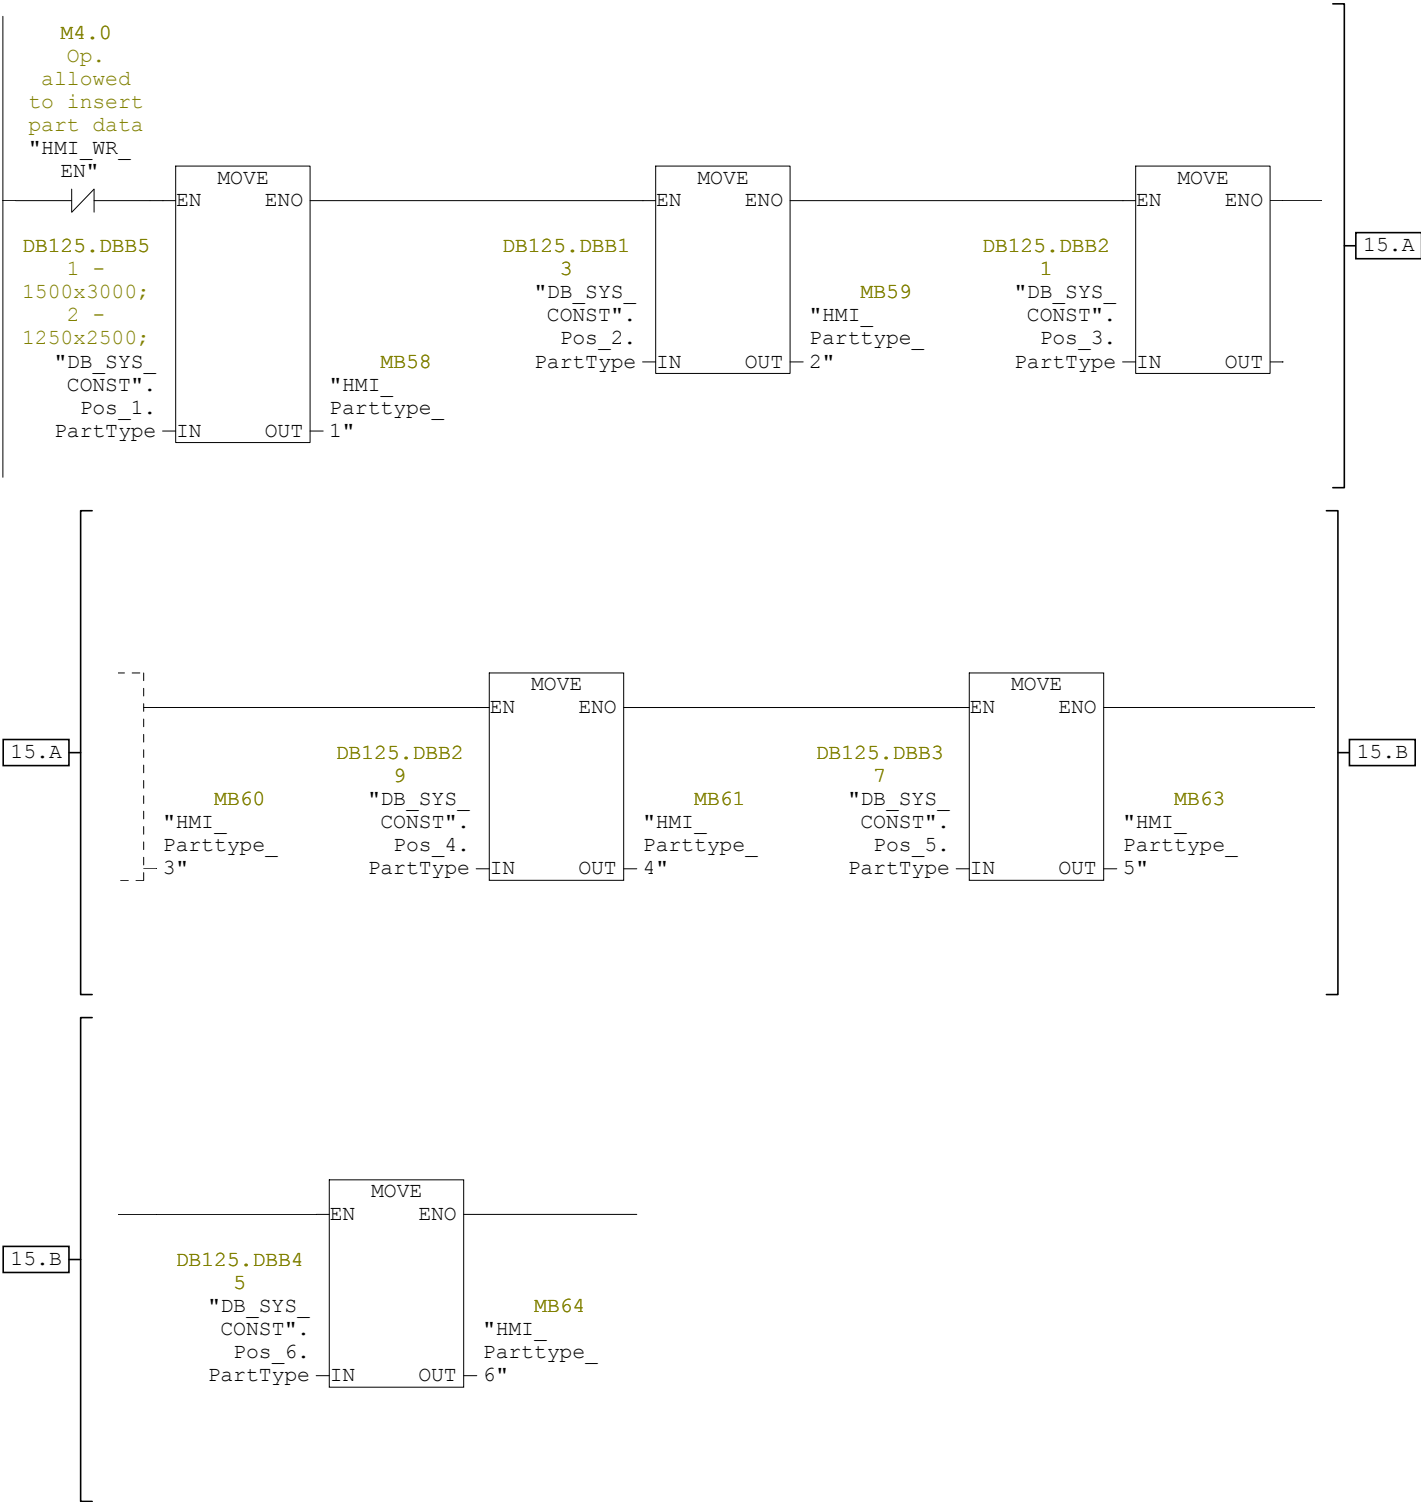 M4.0
Op.
allowed
to insert
part data
"HMI_WR_
EN"
MOVE
EN ENO
DB125.DBB5
1 -
1500x3000;
2 -
1250x2500;
"DB_SYS_
CONST".
Pos_1.
PartType
IN OUT
MB58
"HMI_
Parttype_
1"
MOVE
EN ENO
DB125.DBB1
3
"DB_SYS_
CONST".
Pos_2.
PartType
IN OUT
MB59
"HMI_
Parttype_
2"
MOVE
EN ENO
DB125.DBB2
1
"DB_SYS_
CONST".
Pos_3.
PartType
IN OUT
15.A
15.A
MB60
"HMI_
Parttype_
3"
MOVE
EN ENO
DB125.DBB2
9
"DB_SYS_
CONST".
Pos_4.
PartType
IN OUT
MB61
"HMI_
Parttype_
4"
MOVE
EN ENO
DB125.DBB3
7
"DB_SYS_
CONST".
Pos_5.
PartType
IN OUT
MB63
"HMI_
Parttype_
5"
15.B
15.B
MOVE
EN ENO
DB125.DBB4
5
"DB_SYS_
CONST".
Pos_6.
PartType
IN OUT
MB64
"HMI_
Parttype_
6"